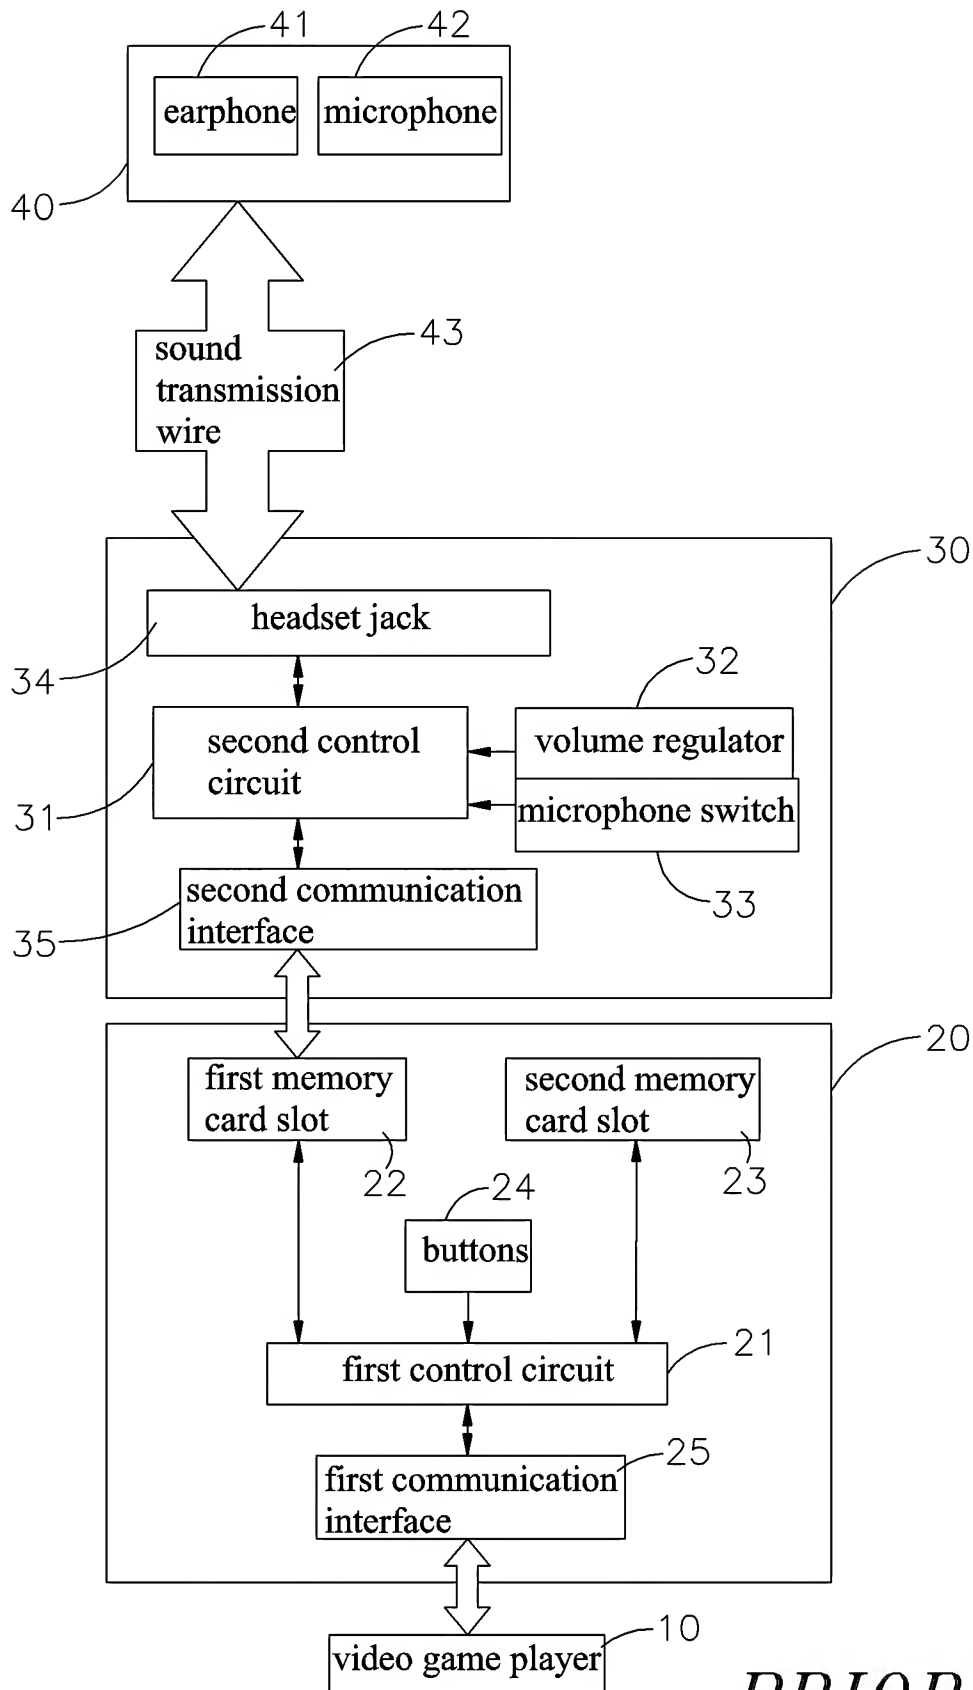 41
42
earphone
microphone
40
43
sound
transmission
wire
30
headset jack
34
32
second control
circuit
volume regulator
31
microphone switch
33
second communication
interface
35
20
first memory
card slot
second memory
card slot
22
23
24
buttons
21
first control circuit
25
first communication
interface
10
video game player
PRIOR